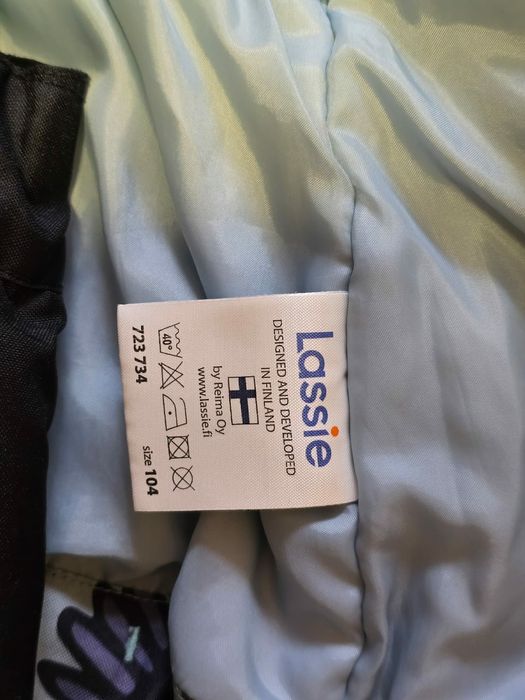 Lassie
DESIGNED AND DEVELOPED
IN FINLAND
by Reima Oy
www.lassie.fi
40°
723 734 size 104